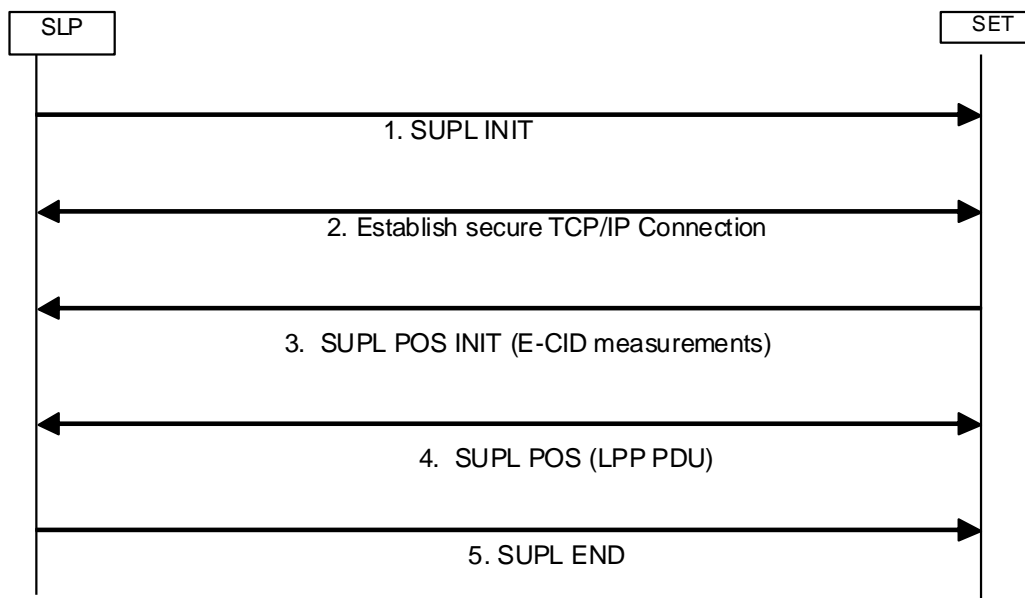 SLP
SET
1. SUPL INIT
2. Establish secure TCP/IP Connection
3. SUPL POS INIT (E-CID measurements)
4. SUPL POS (LPP PDU)
5. SUPL END